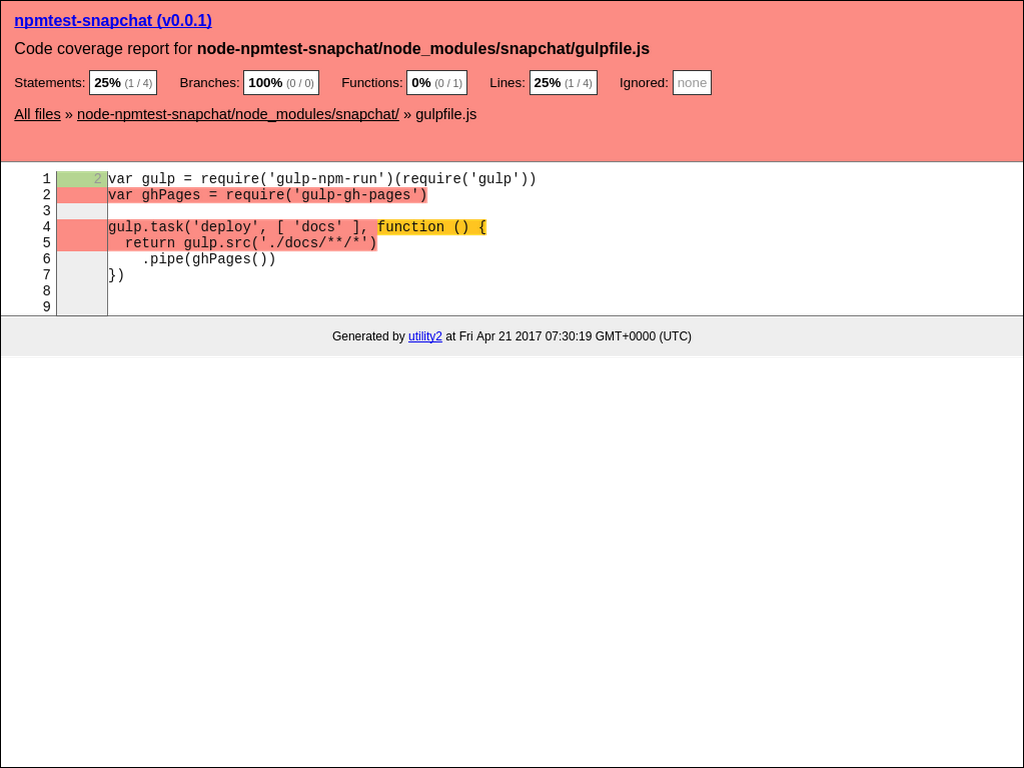 npmtest-snapchat (v0.0.1)
Code coverage report for node-npmtest-snapchat/node_modules/snapchat/gulpfile.js
Statements: 25% (1 / 4) Branches: 100% (0 / 0) Functions: 0% (0 / 1) Lines: 25% (1 / 4) Ignored: none
All files » node-npmtest-snapchat/node_modules/snapchat/ » gulpfile.js
1 2 var gulp = require('gulp-npm-run')(require('gulp'))
2 var ghPages = require('gulp-gh-pages')
3
4 gulp.task('deploy', [ 'docs' ], function () {
5   return gulp.src('./docs/**/*')
6     .pipe(ghPages())
7 })
8
9
Generated by utility2 at Fri Apr 21 2017 07:30:19 GMT+0000 (UTC)